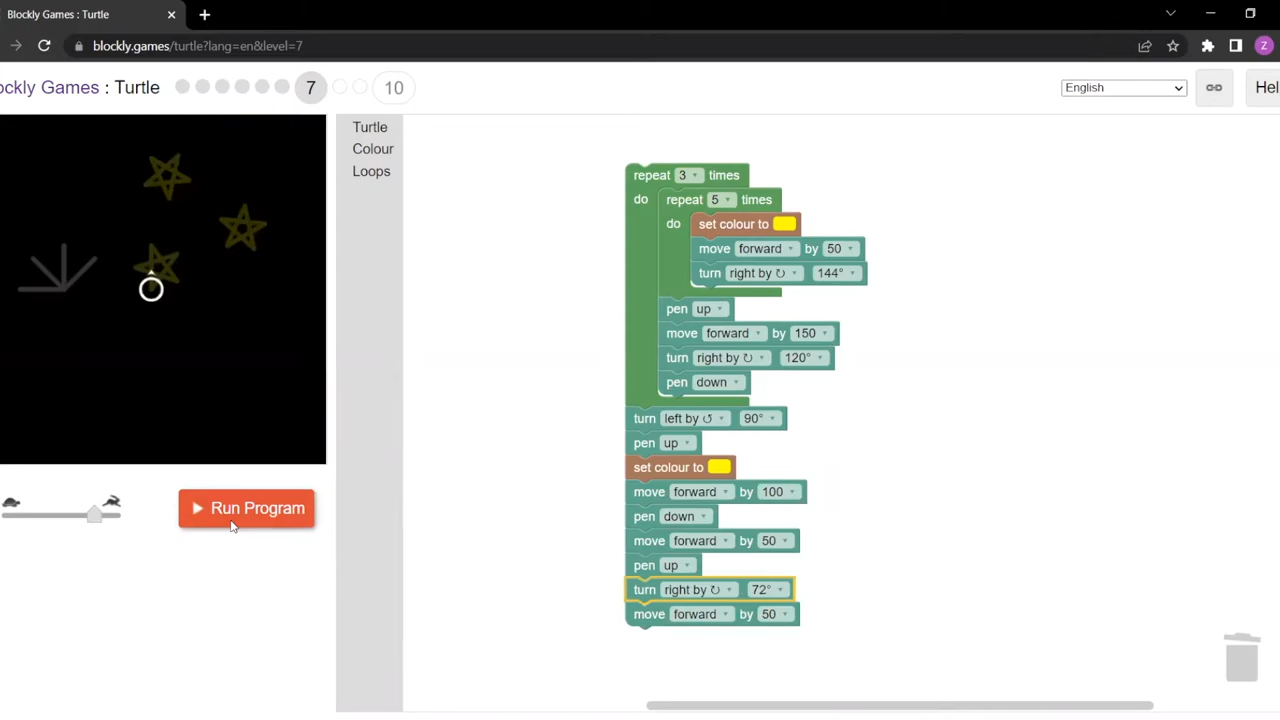 Blockly Games : Turtle
blockly.games/turtle?lang=en&level=7
Z
ockly Games : Turtle
7
10
English
Hel
Turtle
Colour
Loops
repeat 3 times
do repeat 5 times
do set colour to
move forward by 50
turn right by ↻ 144°
pen up
move forward by 150
turn right by ↻ 120°
pen down
turn left by ↺ 90°
pen up
set colour to
move forward by 100
pen down
move forward by 50
pen up
turn right by ↻ 72°
move forward by 50
Run Program